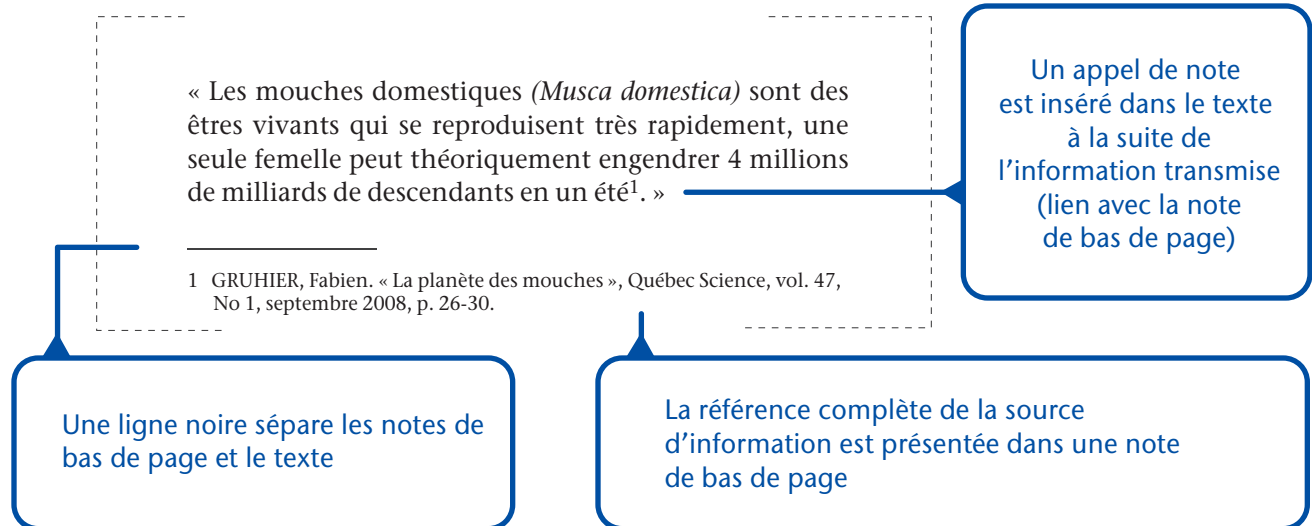 « Les mouches domestiques (Musca domestica) sont des
êtres vivants qui se reproduisent très rapidement, une
seule femelle peut théoriquement engendrer 4 millions
de milliards de descendants en un été¹. »
1 GRUHIER, Fabien. « La planète des mouches », Québec Science, vol. 47,
No 1, septembre 2008, p. 26-30.
Un appel de note
est inséré dans le texte
à la suite de
l’information transmise
(lien avec la note
de bas de page)
Une ligne noire sépare les notes de
bas de page et le texte
La référence complète de la source
d’information est présentée dans une note
de bas de page